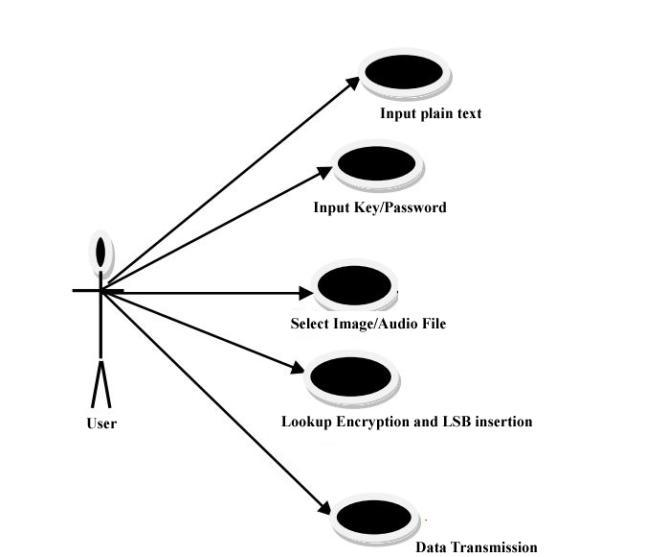 Input plain text
Input Key/Password
Select Image/Audio File
User
Lookup Encryption and LSB insertion
Data Transmission